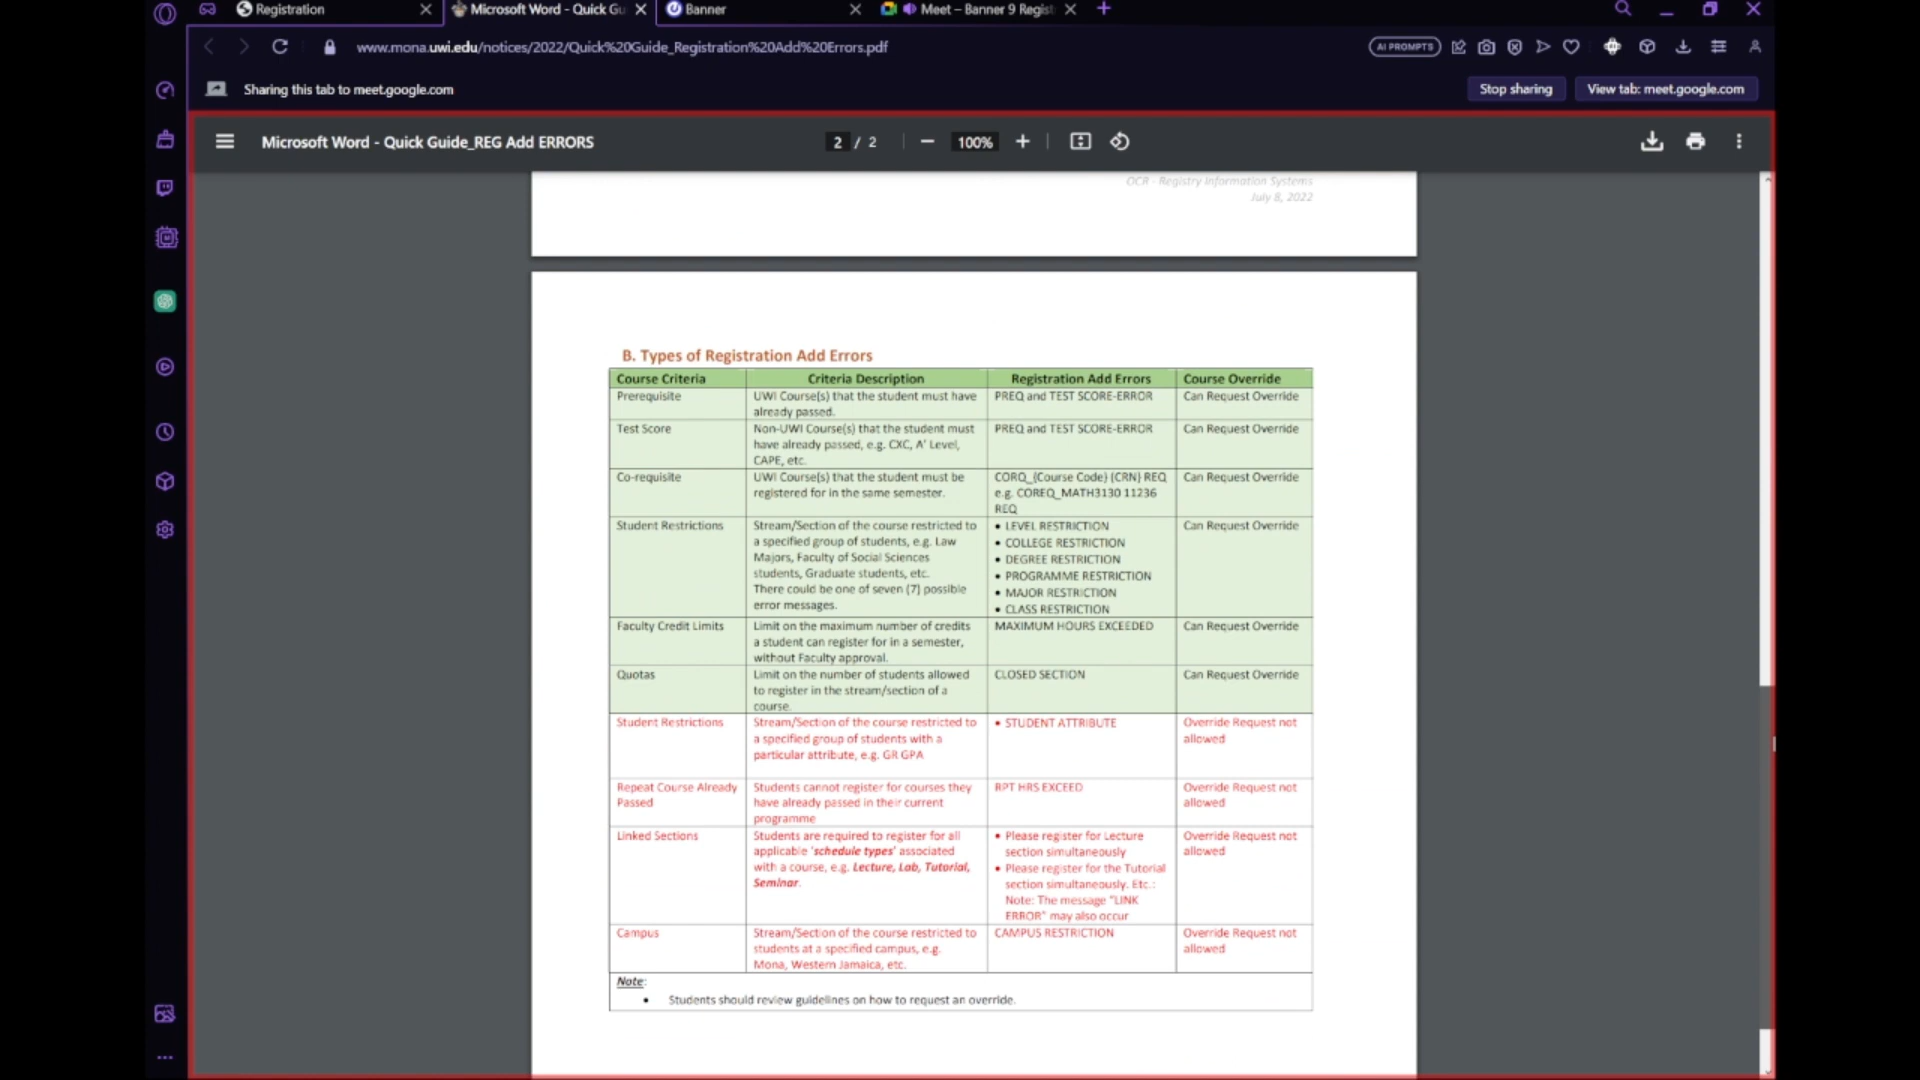 Registration
Microsoft Word - Quick Gu
Banner
Meet – Banner 9 Regist
www.mona.uwi.edu/notices/2022/Quick%20Guide_Registration%20Add%20Errors.pdf
AI PROMPTS
Sharing this tab to meet.google.com
Stop sharing
View tab: meet.google.com
Microsoft Word - Quick Guide_REG Add ERRORS
2 / 2
100%
OCR - Registry Information Systems
July 8, 2022
B. Types of Registration Add Errors
Course Criteria Criteria Description Registration Add Errors Course Override
Prerequisite UWI Course(s) that the student must have PREQ and TEST SCORE-ERROR Can Request Override
already passed.
Test Score Non-UWI Course(s) that the student must PREQ and TEST SCORE-ERROR Can Request Override
have already passed, e.g. CXC, A' Level,
CAPE, etc.
Co-requisite UWI Course(s) that the student must be CORQ_(Course Code) (CRN) REQ Can Request Override
registered for in the same semester. e.g. COREQ_MATH3130 11236
REQ
Student Restrictions Stream/Section of the course restricted to • LEVEL RESTRICTION Can Request Override
a specified group of students, e.g. Law • COLLEGE RESTRICTION
Majors, Faculty of Social Sciences • DEGREE RESTRICTION
students, Graduate students, etc. • PROGRAMME RESTRICTION
There could be one of seven (7) possible • MAJOR RESTRICTION
error messages. • CLASS RESTRICTION
Faculty Credit Limits Limit on the maximum number of credits MAXIMUM HOURS EXCEEDED Can Request Override
a student can register for in a semester,
without Faculty approval.
Quotas Limit on the number of students allowed CLOSED SECTION Can Request Override
to register in the stream/section of a
course.
Student Restrictions Stream/Section of the course restricted to • STUDENT ATTRIBUTE Override Request not
a specified group of students with a allowed
particular attribute, e.g. GR GPA
Repeat Course Already Students cannot register for courses they RPT HRS EXCEED Override Request not
Passed have already passed in their current allowed
programme
Linked Sections Students are required to register for all • Please register for Lecture Override Request not
applicable 'schedule types' associated section simultaneously allowed
with a course, e.g. Lecture, Lab, Tutorial, • Please register for the Tutorial
Seminar. section simultaneously. Etc.:
Note: The message "LINK
ERROR" may also occur
Campus Stream/Section of the course restricted to CAMPUS RESTRICTION Override Request not
students at a specified campus, e.g. allowed
Mona, Western Jamaica, etc.
Note:
• Students should review guidelines on how to request an override.